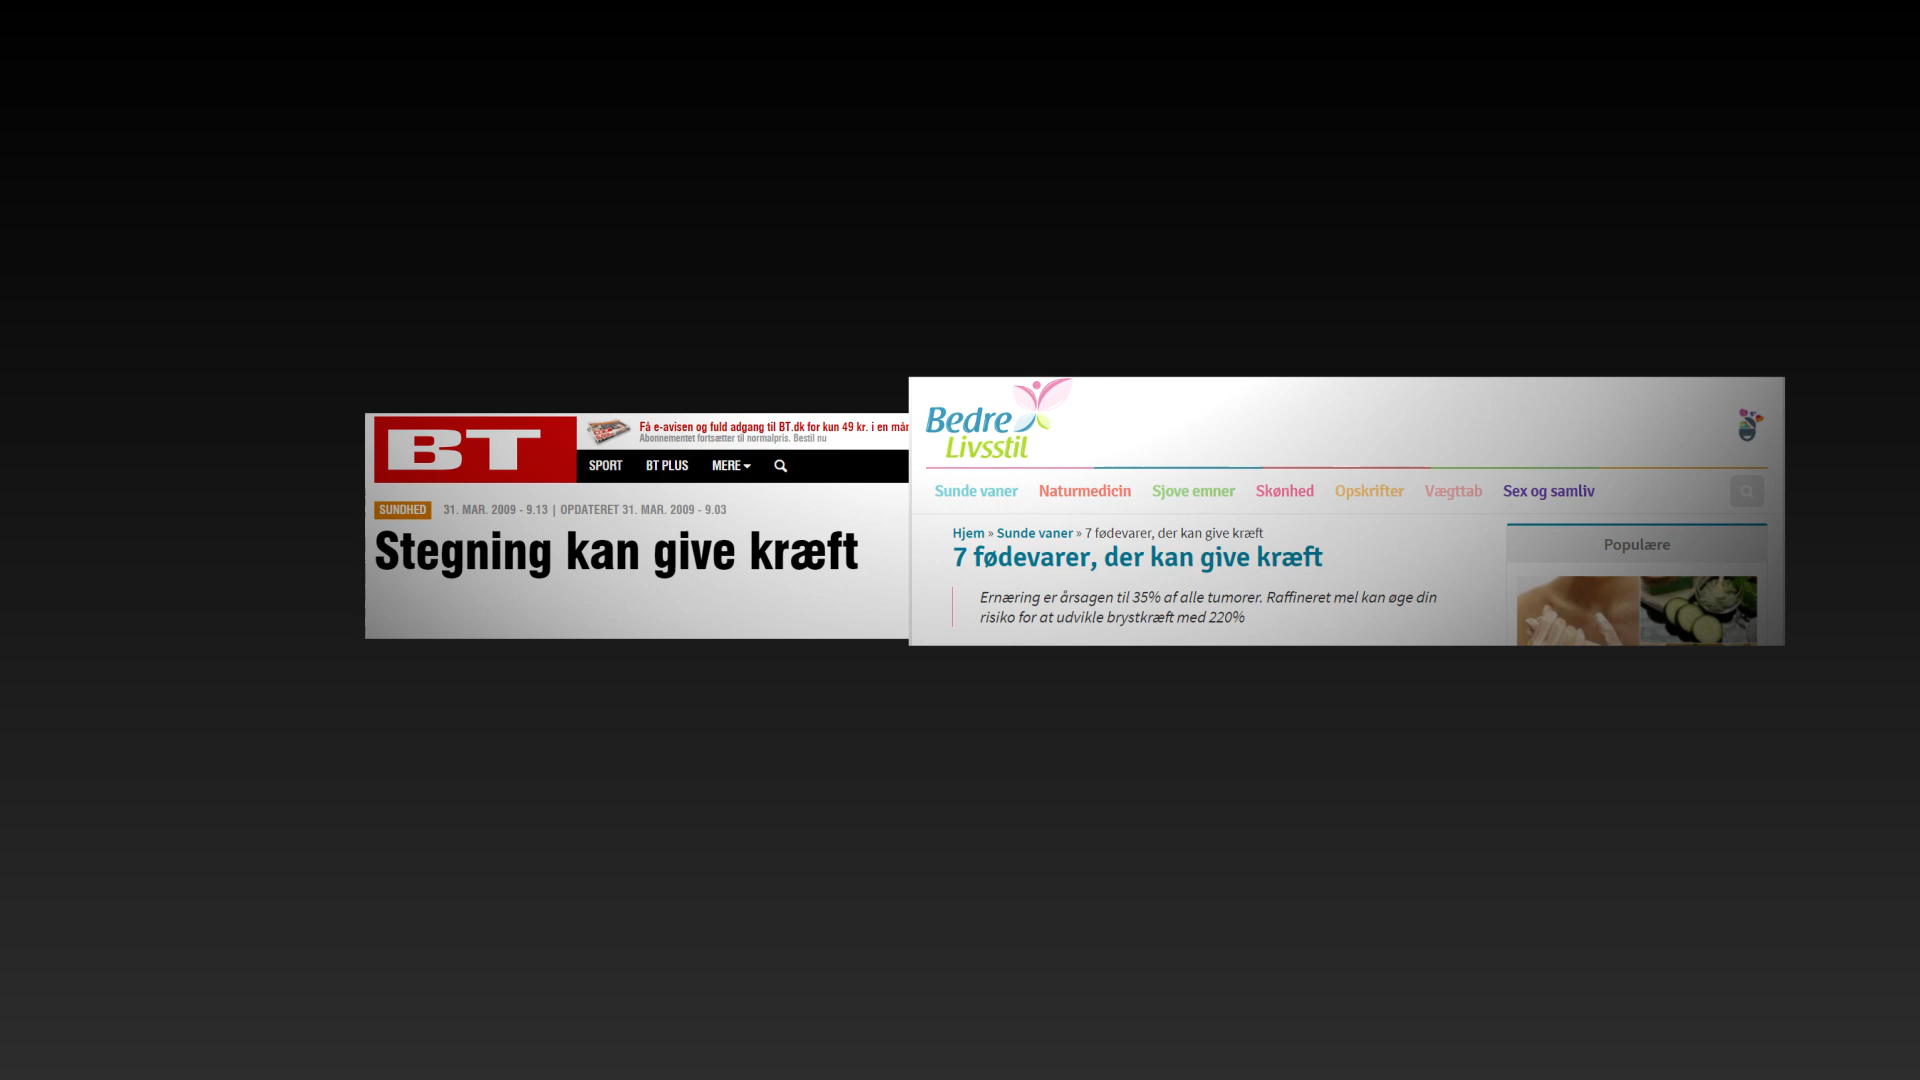 BT
Få e-avisen og fuld adgang til BT.dk for kun 49 kr. i en mån
Abonnementet fortsætter til normalpris. Bestil nu
SPORT BT PLUS MERE
SUNDHED 31. MAR. 2009 - 9.13 | OPDATERET 31. MAR. 2009 - 9.03
Stegning kan give kræft
Bedre
Livsstil
Sunde vaner Naturmedicin Sjove emner Skønhed Opskrifter Vægttab Sex og samliv
Hjem » Sunde vaner » 7 fødevarer, der kan give kræft
7 fødevarer, der kan give kræft
Ernæring er årsagen til 35% af alle tumorer. Raffineret mel kan øge din
risiko for at udvikle brystkræft med 220%
Populære